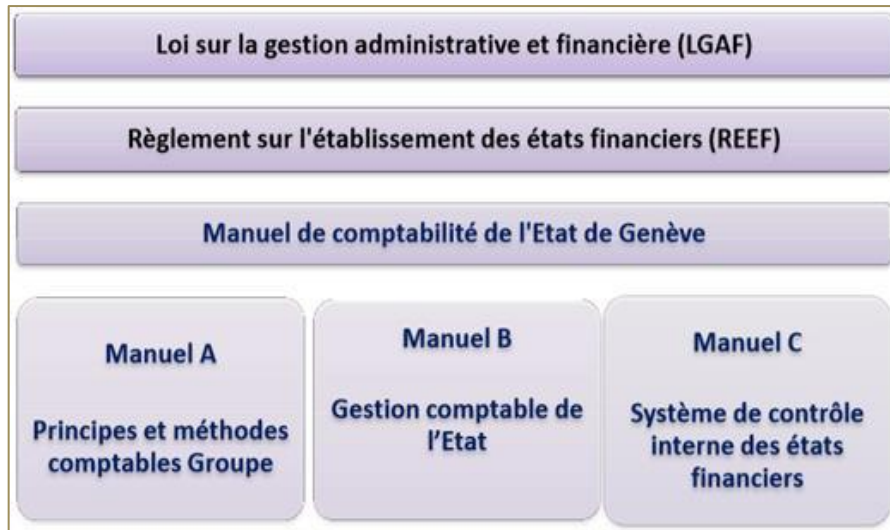 Loi sur la gestion administrative et financière (LGAF)
Règlement sur l'établissement des états financiers (REEF)
Manuel de comptabilité de l'Etat de Genève
Manuel A
Principes et méthodes
comptables Groupe
Manuel B
Gestion comptable de
l’Etat
Manuel C
Système de contrôle
interne des états
financiers